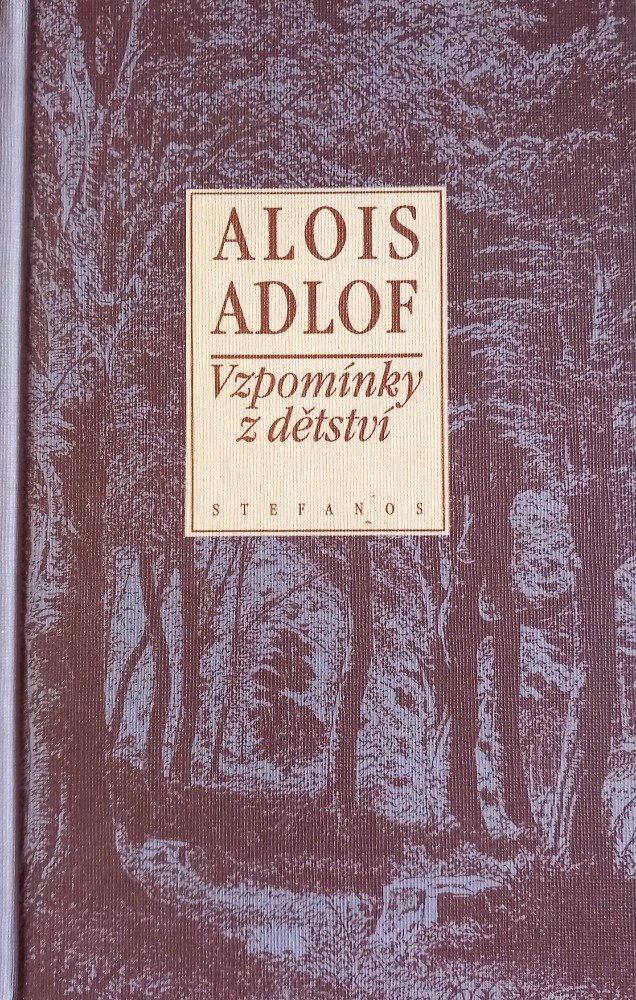 ALOIS
ADLOF
Vzpomínky
z dětství
STEFANOS